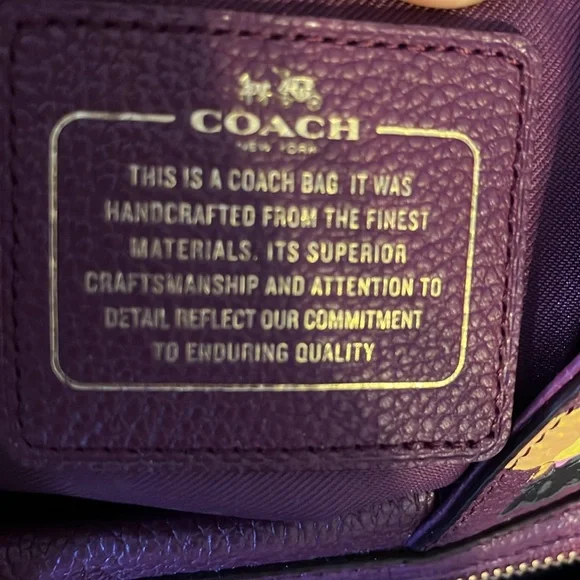 COACH
NEW YORK
THIS IS A COACH BAG. IT WAS
HANDCRAFTED FROM THE FINEST
MATERIALS. ITS SUPERIOR
CRAFTSMANSHIP AND ATTENTION TO
DETAIL REFLECT OUR COMMITMENT
TO ENDURING QUALITY